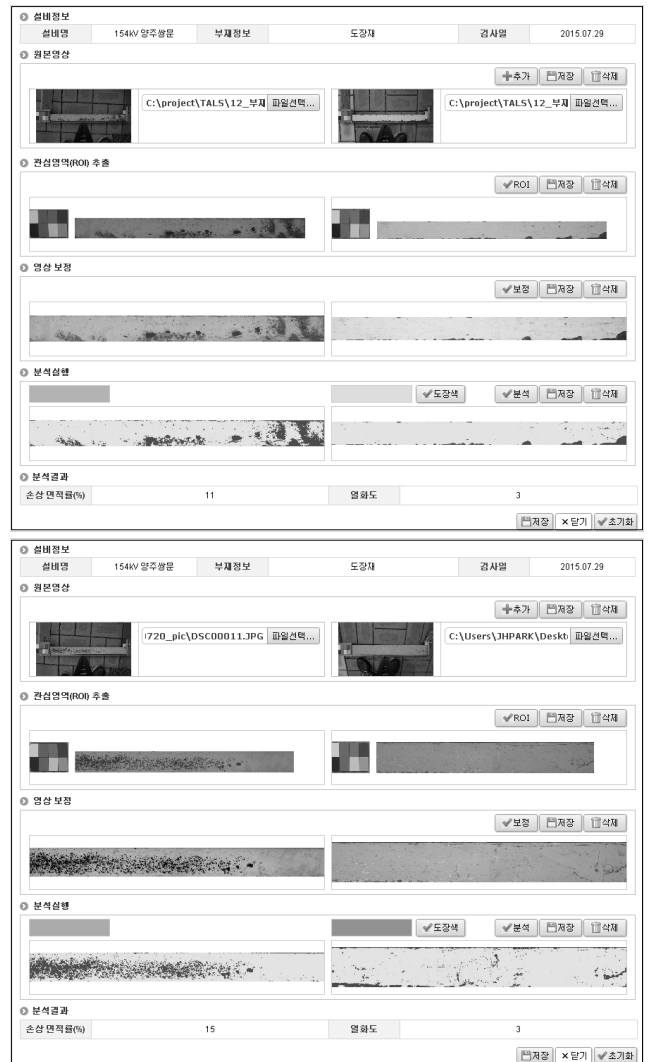 설비정보
설비명 154kV 양주쌍문 부재정보 도장재 검사일 2015.07.29
원본영상
추가 저장 삭제
C:\project\TALS\12_부재 파일선택... C:\project\TALS\12_부재 파일선택...
관심영역(ROI) 추출
ROI 저장 삭제
영상 보정
보정 저장 삭제
분석실행
도장색 분석 저장 삭제
분석결과
손상 면적률(%) 11 열화도 3
저장 닫기 초기화
설비정보
설비명 154kV 양주쌍문 부재정보 도장재 검사일 2015.07.29
원본영상
추가 저장 삭제
720_pic\DSC00011.JPG 파일선택... C:\Users\JHPARK\Deskt 파일선택...
관심영역(ROI) 추출
ROI 저장 삭제
영상 보정
보정 저장 삭제
분석실행
도장색 분석 저장 삭제
분석결과
손상 면적률(%) 15 열화도 3
저장 닫기 초기화